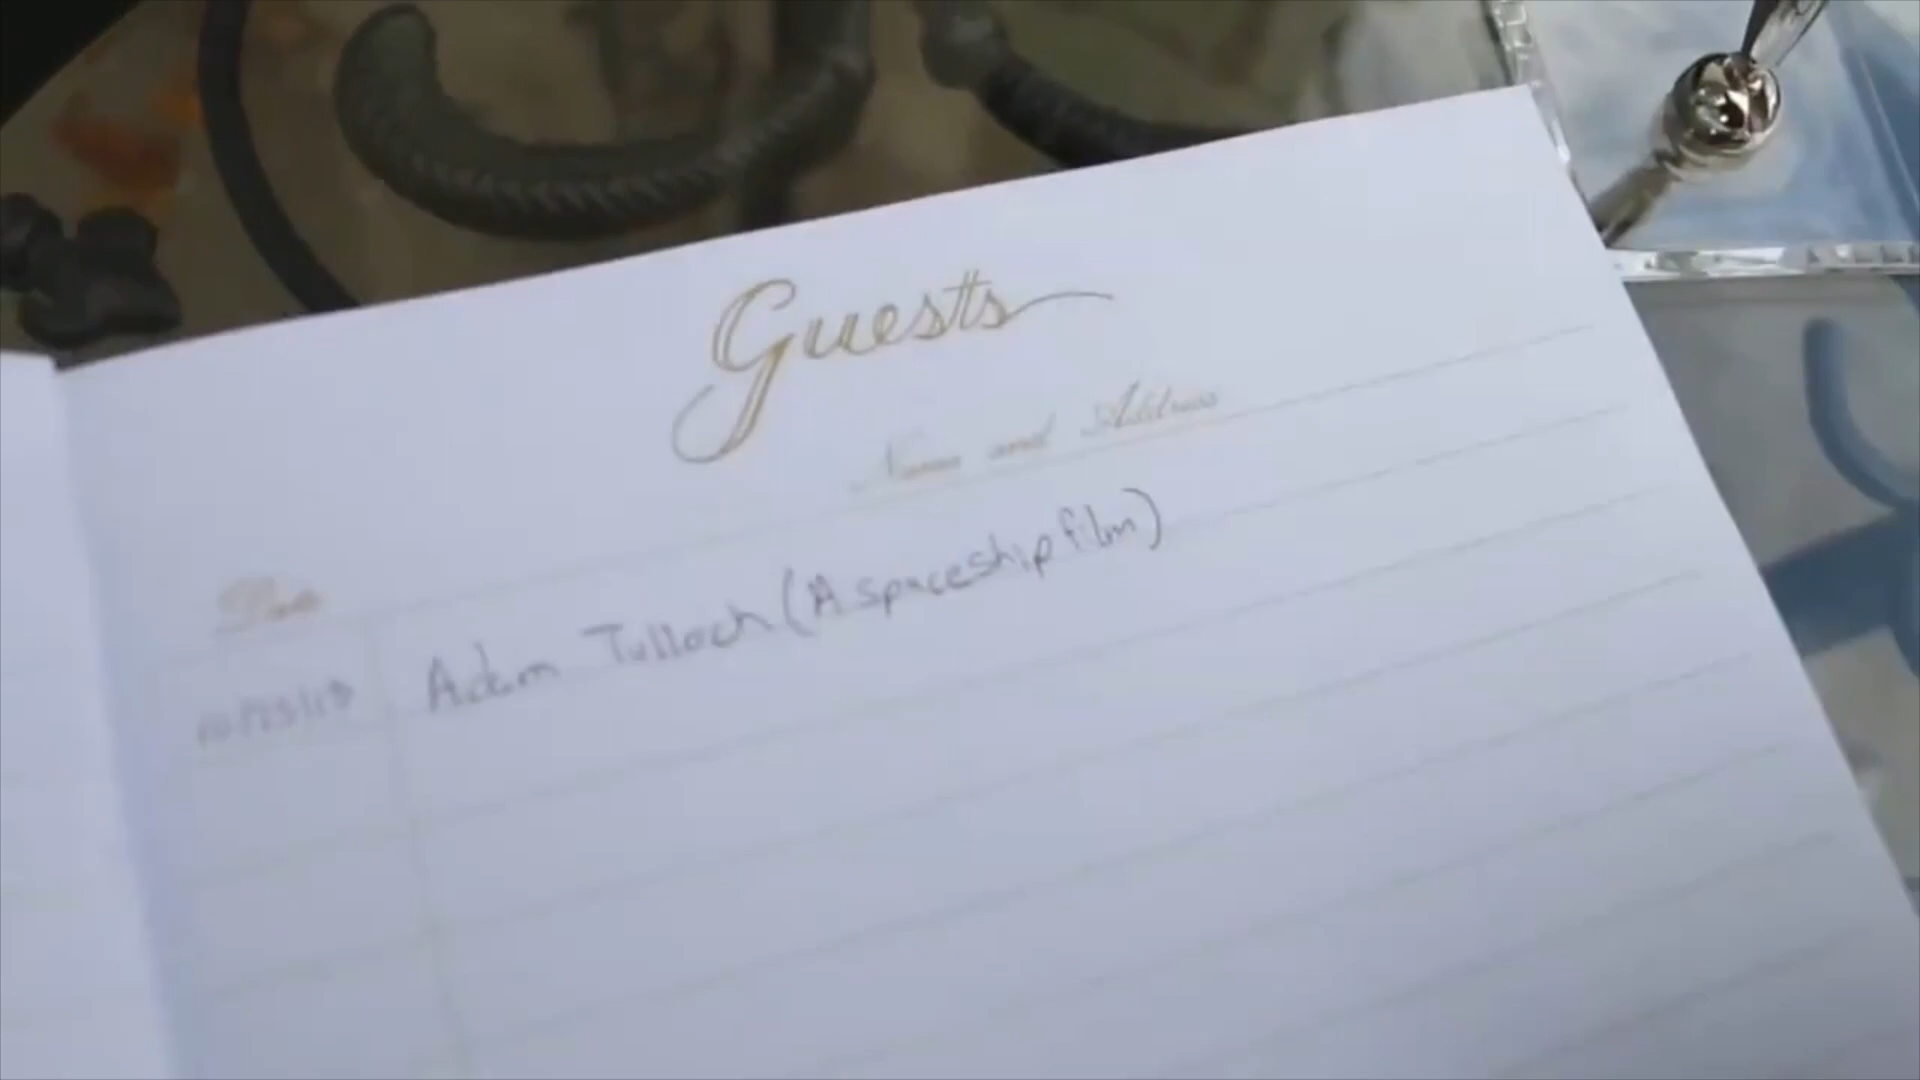 Guests
Name and Address
Date
Adam Tulloch (A spaceship film)